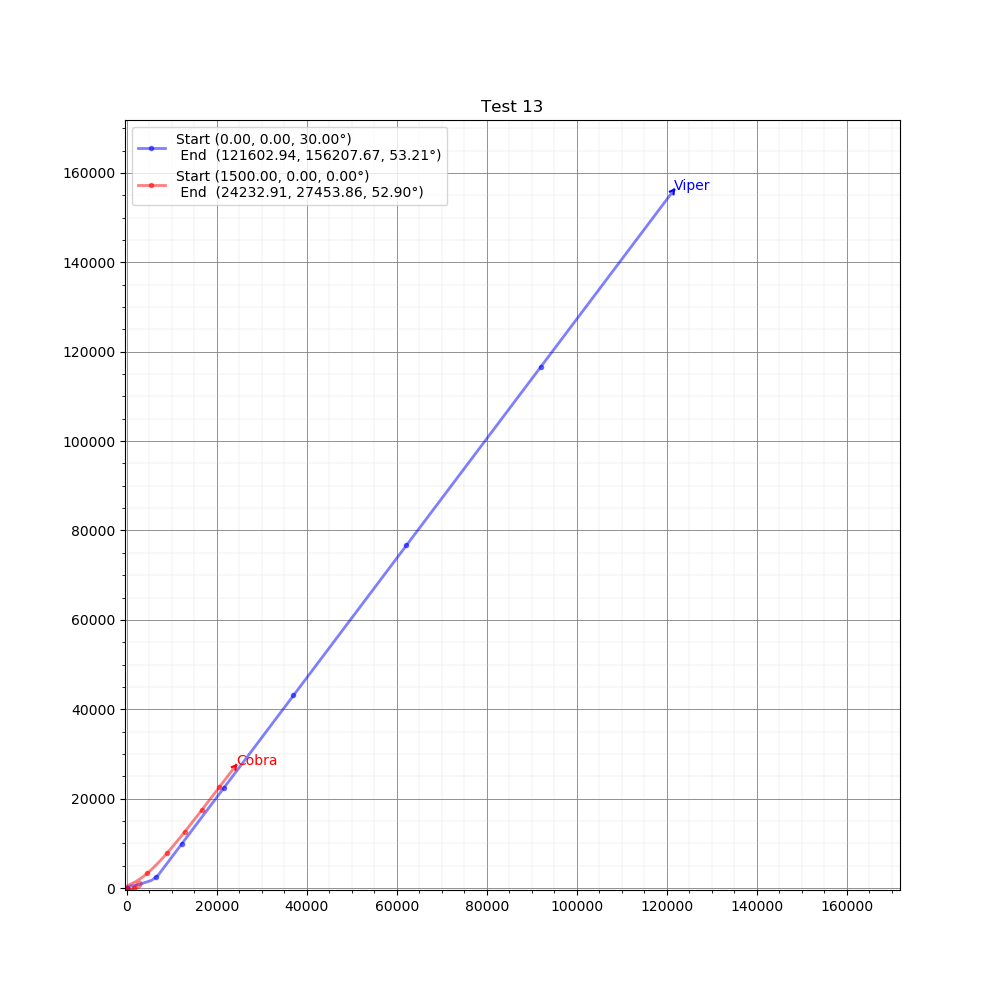 Test 13
Start (0.00, 0.00, 30.00°)
End (121602.94, 156207.67, 53.21°)
Start (1500.00, 0.00, 0.00°)
End (24232.91, 27453.86, 52.90°)
160000
140000
120000
100000
80000
60000
40000
20000
0
Viper
Cobra
0 20000 40000 60000 80000 100000 120000 140000 160000